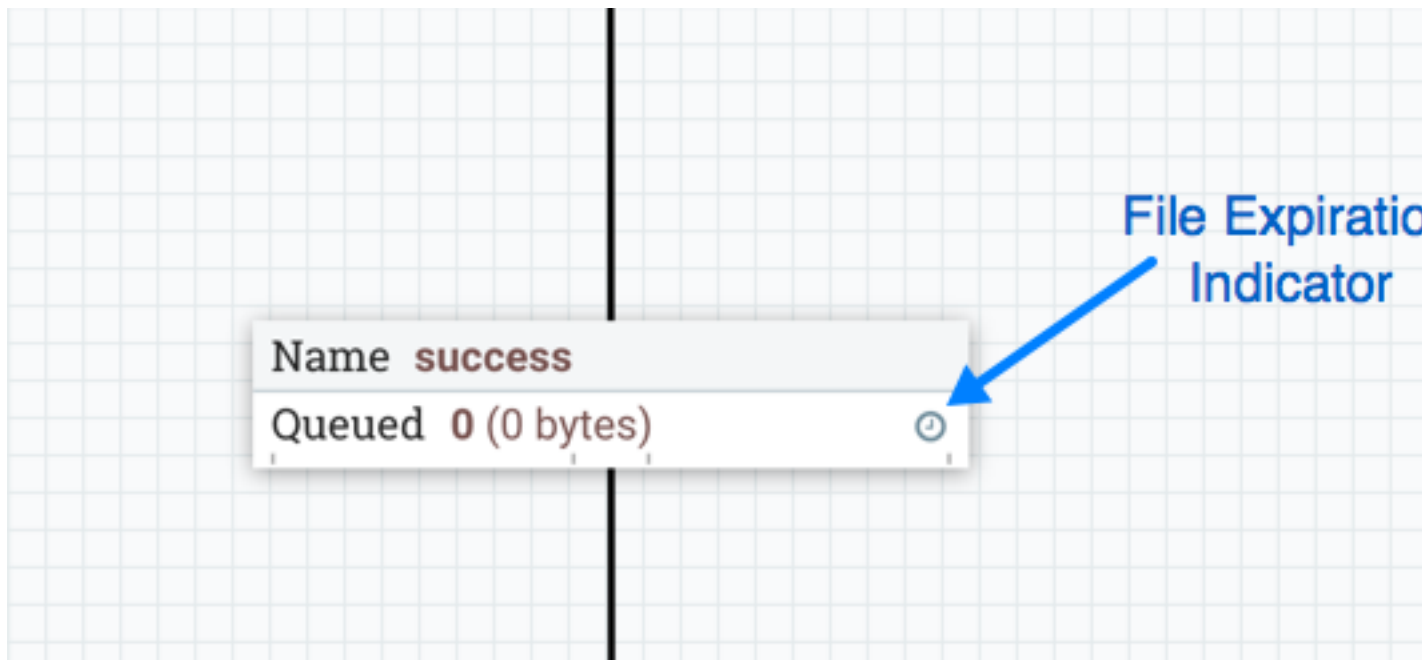 File Expiratio
Indicator
Name success
Queued 0 (0 bytes)